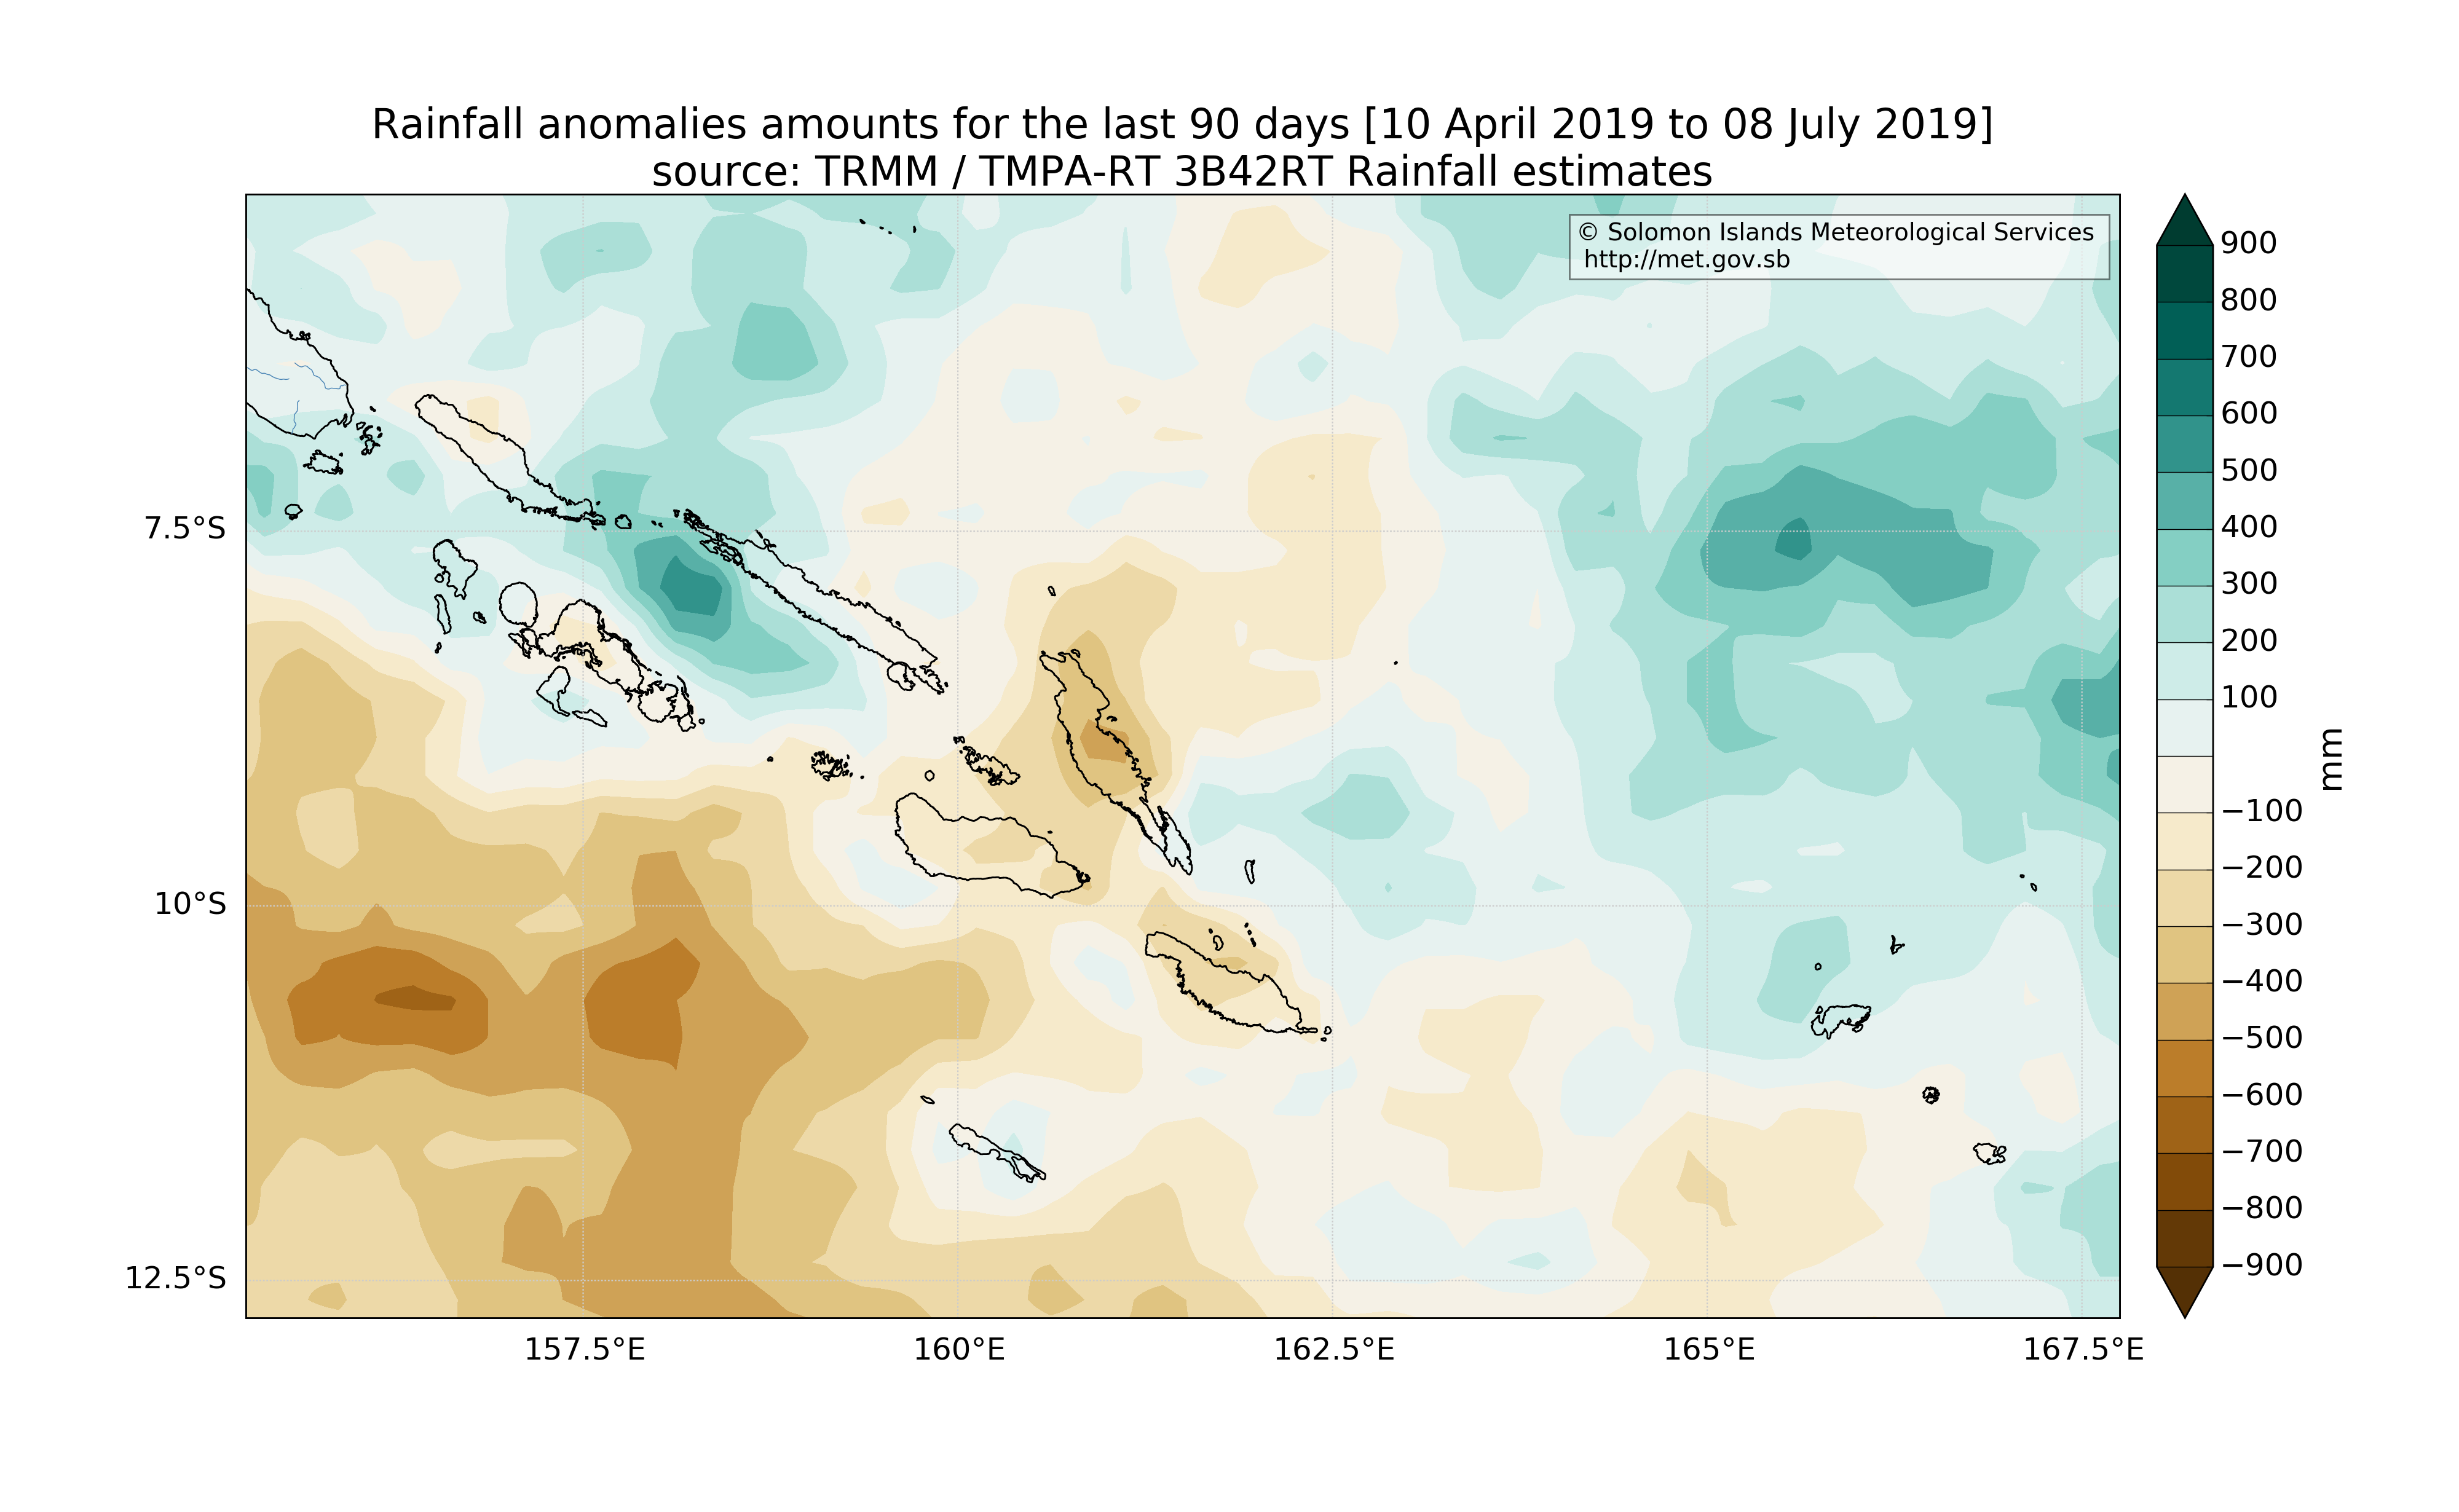 Rainfall anomalies amounts for the last 90 days [10 April 2019 to 08 July 2019]
source: TRMM / TMPA-RT 3B42RT Rainfall estimates
© Solomon Islands Meteorological Services
http://met.gov.sb
7.5°S
10°S
12.5°S
157.5°E
160°E
162.5°E
165°E
167.5°E
900
800
700
600
500
400
300
200
100
−100
−200
−300
−400
−500
−600
−700
−800
−900
mm